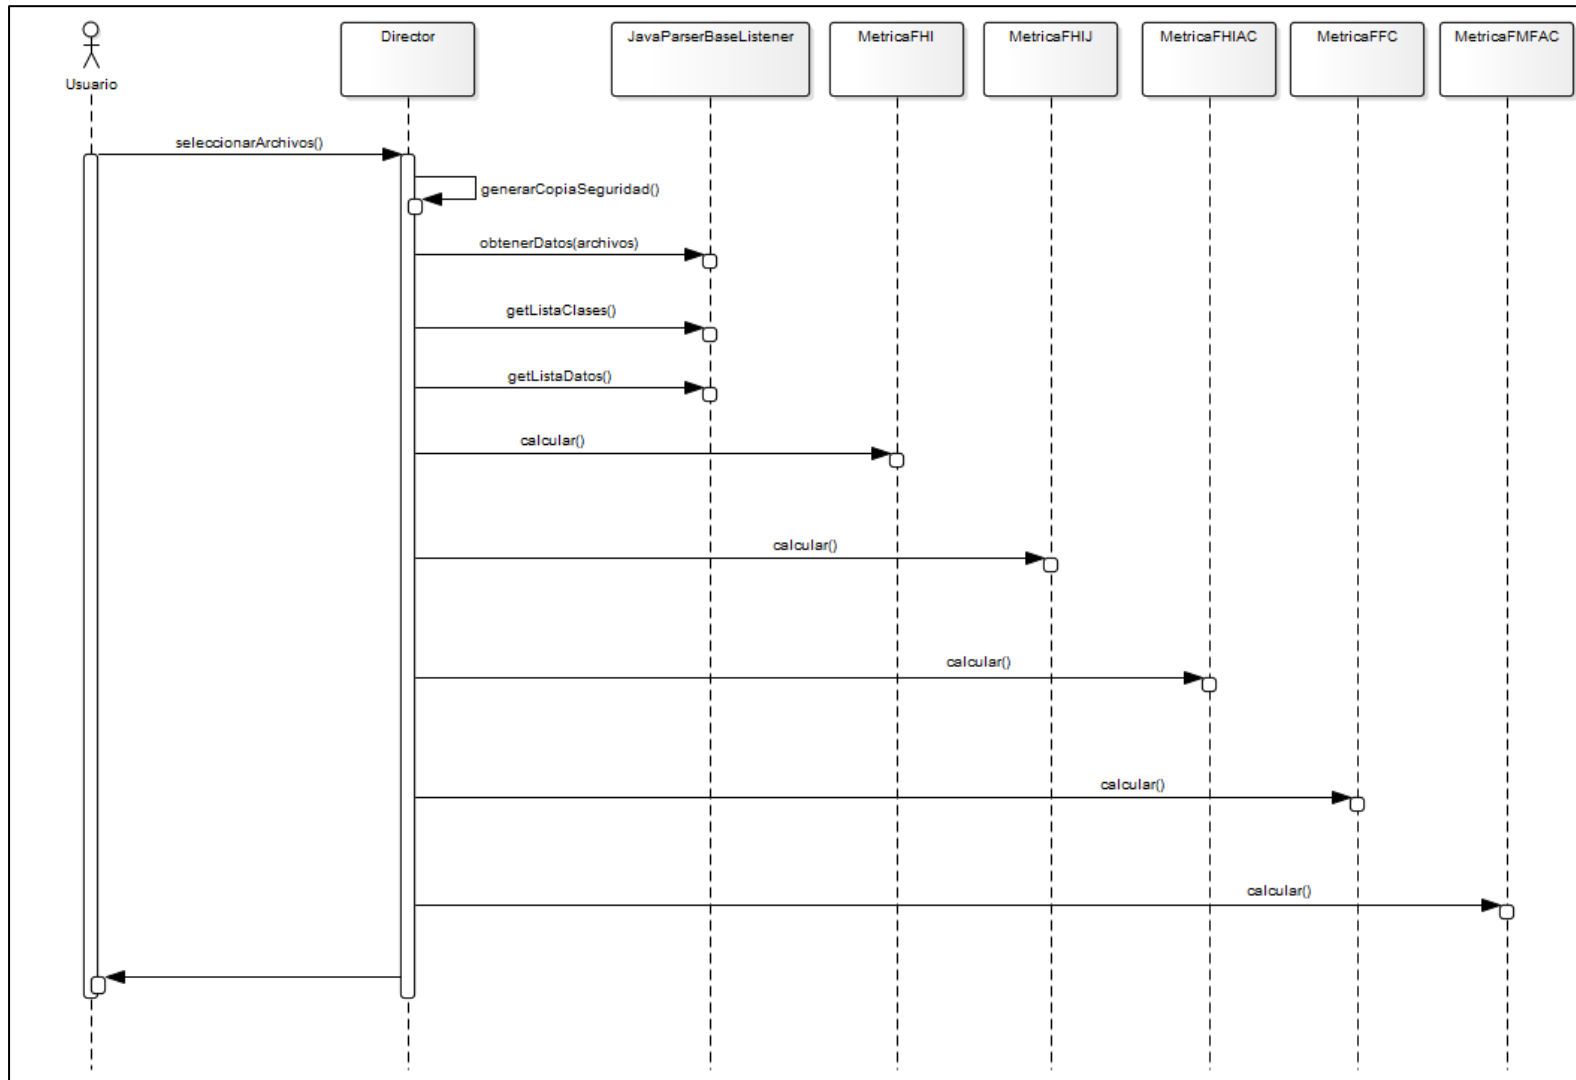 Usuario
Director
JavaParserBaseListener
MetricaFHI
MetricaFHIJ
MetricaFHIAC
MetricaFFC
MetricaFMFAC
seleccionarArchivos()
generarCopiaSeguridad()
obtenerDatos(archivos)
getListaClases()
getListaDatos()
calcular()
calcular()
calcular()
calcular()
calcular()